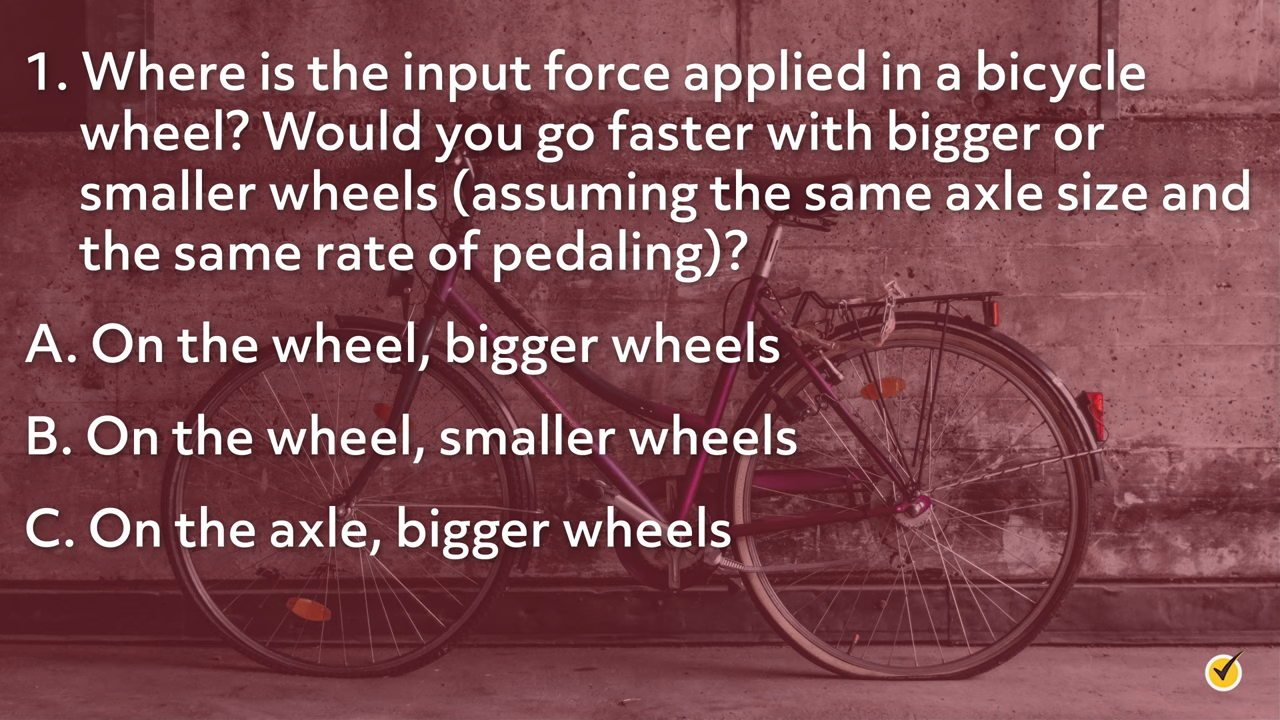 1. Where is the input force applied in a bicycle
wheel? Would you go faster with bigger or
smaller wheels (assuming the same axle size and
the same rate of pedaling)?
A. On the wheel, bigger wheels
B. On the wheel, smaller wheels
C. On the axle, bigger wheels